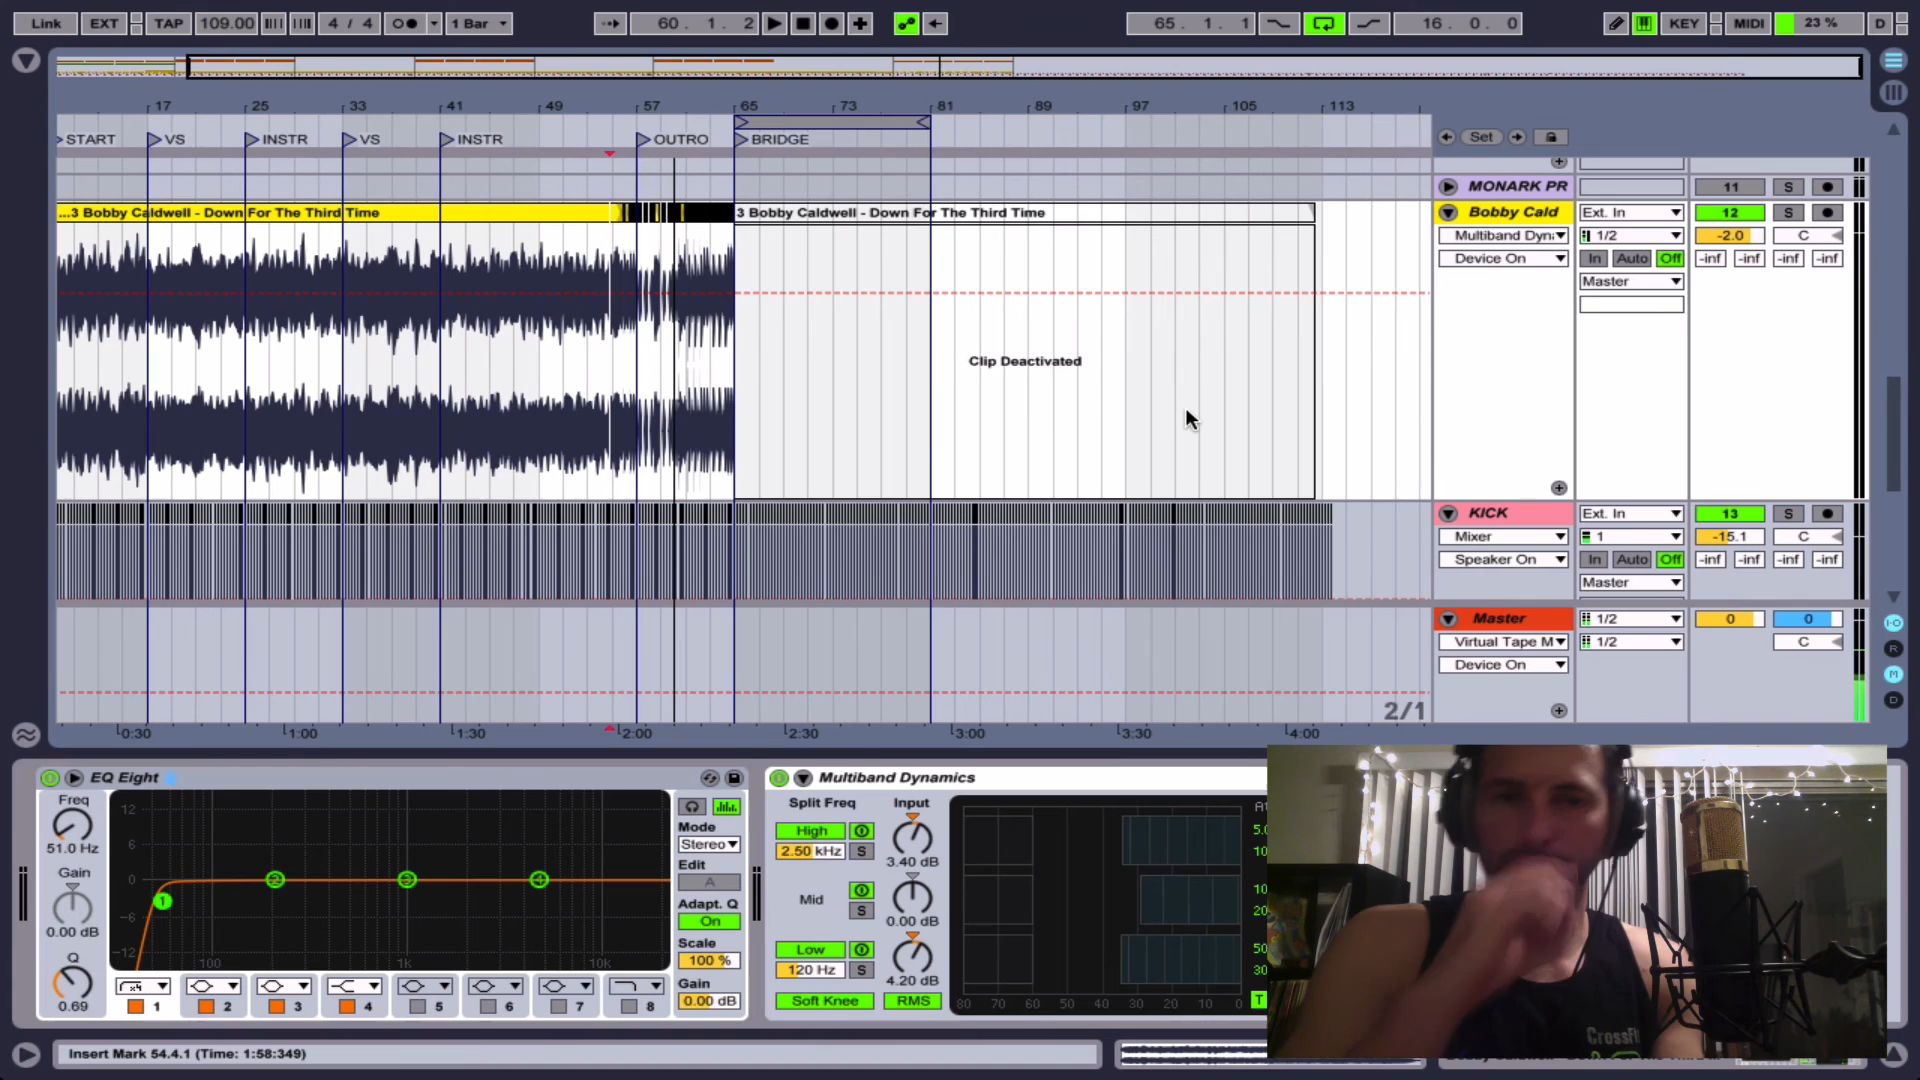 Link EXT TAP 109.00 4 / 4 1 Bar 60 . 1 . 2 65 . 1 . 1 16 . 0 . 0 KEY MIDI 23 % D
17 25 33 41 49 57 65 73 81 89 97 105 113
START VS INSTR VS INSTR OUTRO BRIDGE Set
MONARK PR 11 S
...3 Bobby Caldwell - Down For The Third Time 3 Bobby Caldwell - Down For The Third Time Bobby Cald Ext. In 12 S
Multiband Dyn 1/2 -2.0 C
Device On In Auto Off -inf -inf -inf -inf
Master
Clip Deactivated
KICK Ext. In 13 S
Mixer 1 -15.1 C
Speaker On In Auto Off -inf -inf -inf -inf
Master
Master 1/2 0 0
Virtual Tape M 1/2 C
Device On
2/1
0:30 1:00 1:30 2:00 2:30 3:00 3:30 4:00
I·O
R
M
D
EQ Eight
Freq
51.0 Hz
Gain
0.00 dB
Q
0.69
12
6
0
-6
-12
100 1k 10k
1 2 3 4
1 2 3 4 5 6 7 8
x4
Mode
Stereo
Edit
A
Adapt. Q
On
Scale
100 %
Gain
0.00 dB
Multiband Dynamics
Split Freq Input
High
2.50 kHz S 3.40 dB
Mid
S 0.00 dB
Low
120 Hz S 4.20 dB
Soft Knee RMS
80 70 60 50 40 30 20 10 0
T
Insert Mark 54.4.1 (Time: 1:58:349)